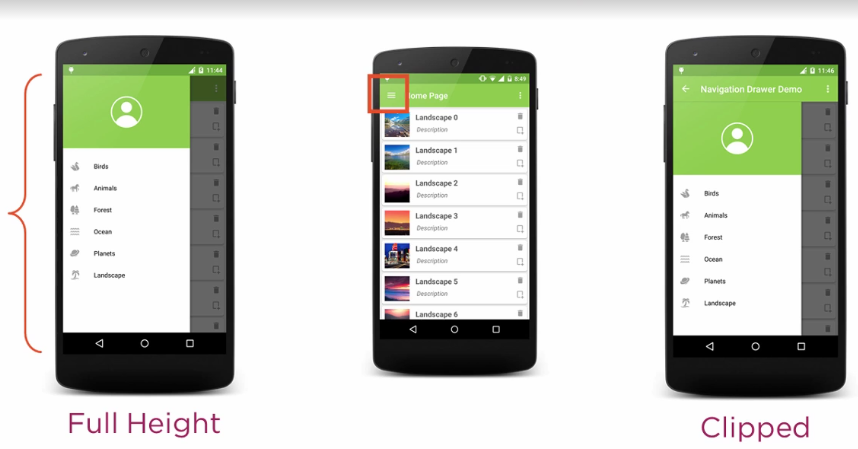 11:44
Birds
Animals
Forest
Ocean
Planets
Landscape
Full Height
6:49
ome Page
Landscape 0
Description
Landscape 1
Description
Landscape 2
Description
Landscape 3
Description
Landscape 4
Description
Landscape 5
Description
Landscape 6
11:46
Navigation Drawer Demo
Birds
Animals
Forest
Ocean
Planets
Landscape
Clipped